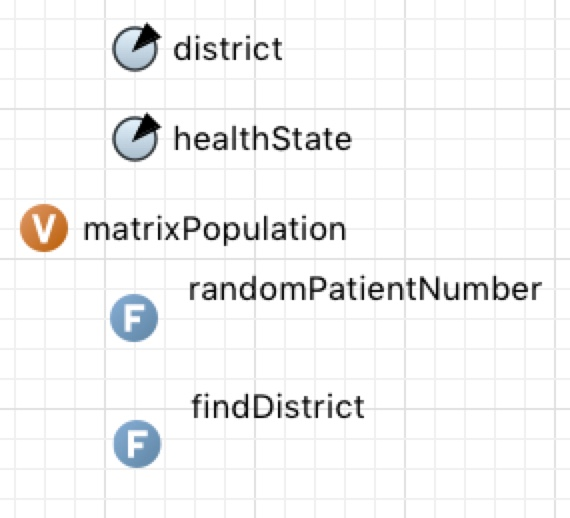 district
healthState
V matrixPopulation
randomPatientNumber
F
findDistrict
F